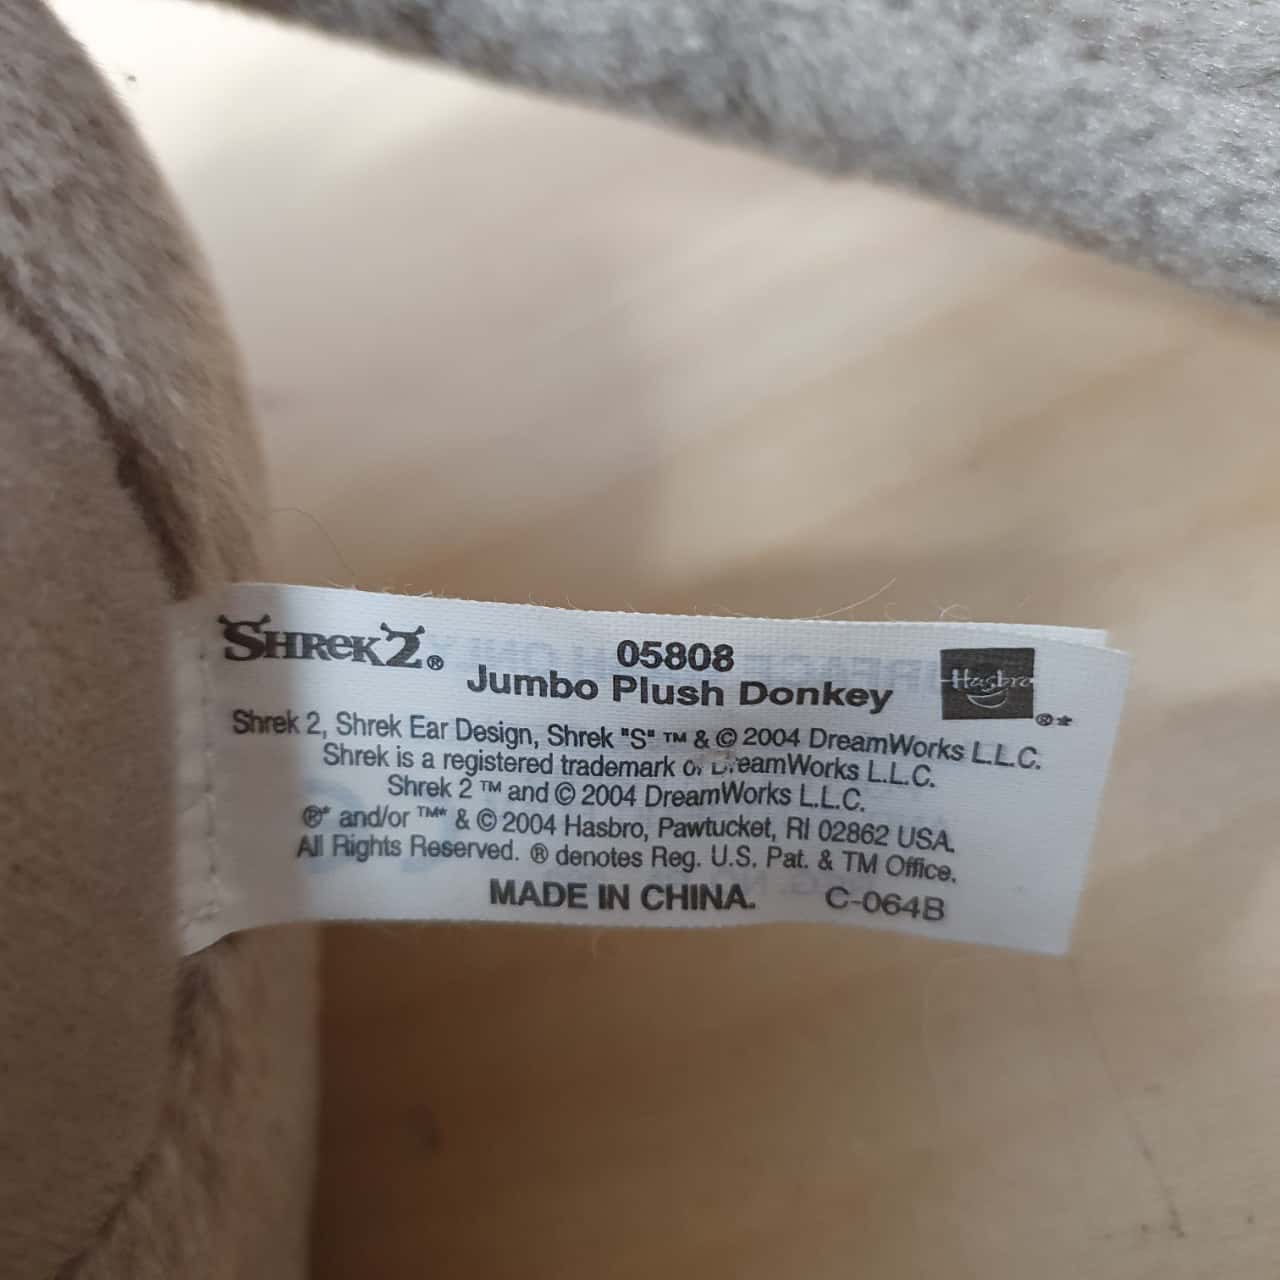 SHREK 2® 05808 Hasbro®*
Jumbo Plush Donkey
Shrek 2, Shrek Ear Design, Shrek "S" ™ & © 2004 DreamWorks L.L.C.
Shrek is a registered trademark of DreamWorks L.L.C.
Shrek 2 ™ and © 2004 DreamWorks L.L.C.
®* and/or ™* & © 2004 Hasbro, Pawtucket, RI 02862 USA.
All Rights Reserved. ® denotes Reg. U.S. Pat. & TM Office.
MADE IN CHINA. C-064B